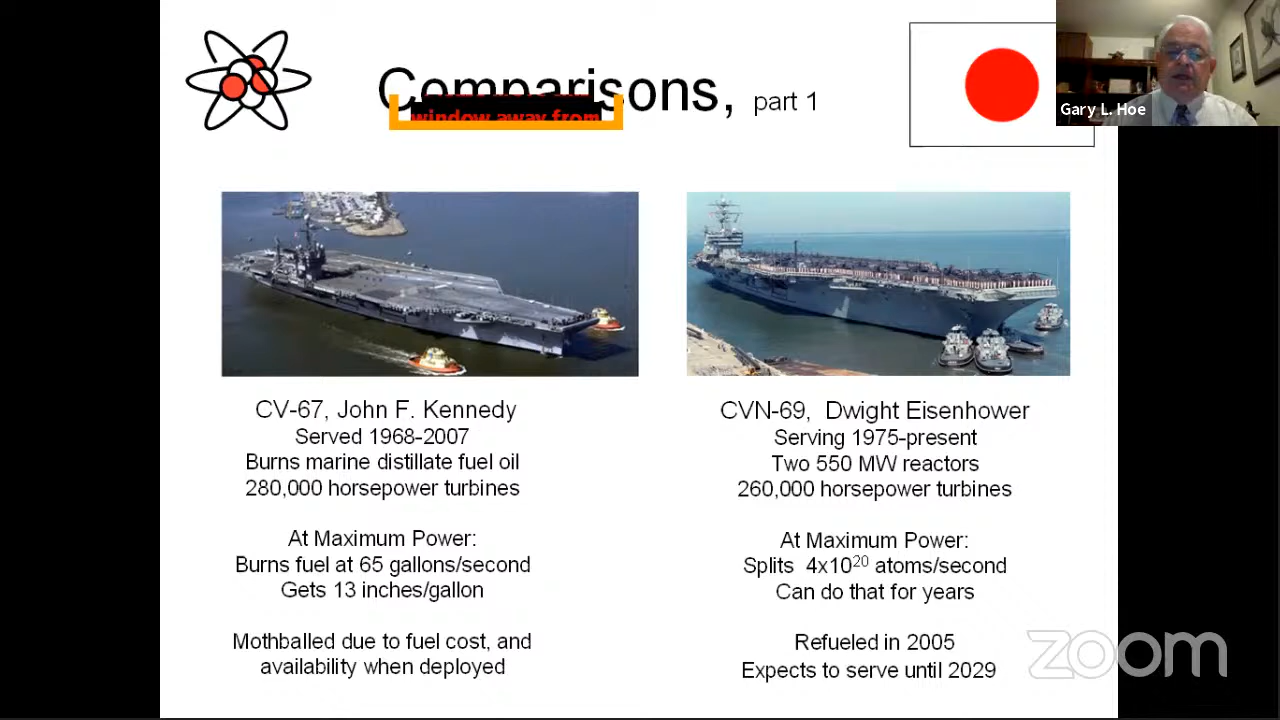 Comparisons, part 1
window away from
Gary L. Hoe
CV-67, John F. Kennedy
Served 1968-2007
Burns marine distillate fuel oil
280,000 horsepower turbines
At Maximum Power:
Burns fuel at 65 gallons/second
Gets 13 inches/gallon
Mothballed due to fuel cost, and
availability when deployed
CVN-69, Dwight Eisenhower
Serving 1975-present
Two 550 MW reactors
260,000 horsepower turbines
At Maximum Power:
Splits 4x10²⁰ atoms/second
Can do that for years
Refueled in 2005
Expects to serve until 2029
zoom